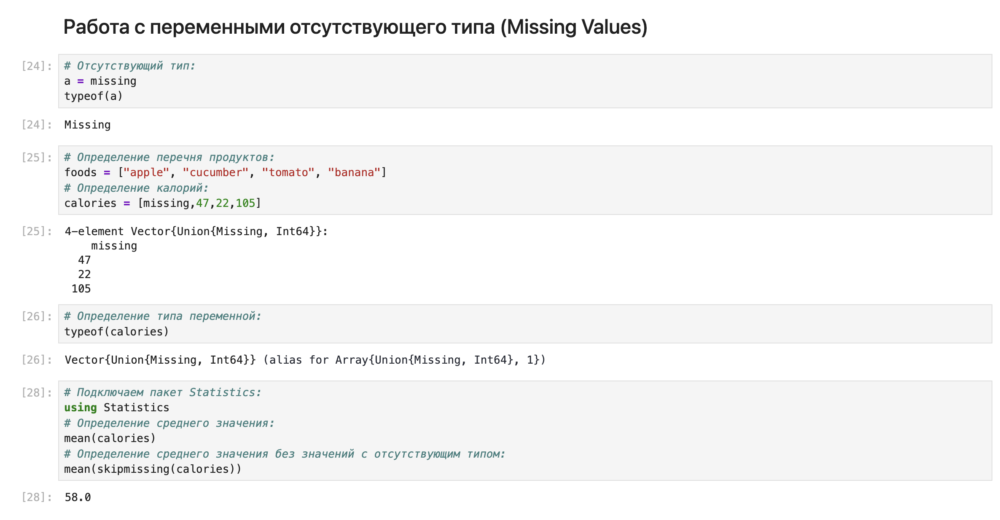 Работа с переменными отсутствующего типа (Missing Values)
[24]: # Отсутствующий тип:
a = missing
typeof(a)
[24]: Missing
[25]: # Определение перечня продуктов:
foods = ["apple", "cucumber", "tomato", "banana"]
# Определение калорий:
calories = [missing,47,22,105]
[25]: 4-element Vector{Union{Missing, Int64}}:
missing
47
22
105
[26]: # Определение типа переменной:
typeof(calories)
[26]: Vector{Union{Missing, Int64}} (alias for Array{Union{Missing, Int64}, 1})
[28]: # Подключаем пакет Statistics:
using Statistics
# Определение среднего значения:
mean(calories)
# Определение среднего значения без значений с отсутствующим типом:
mean(skipmissing(calories))
[28]: 58.0